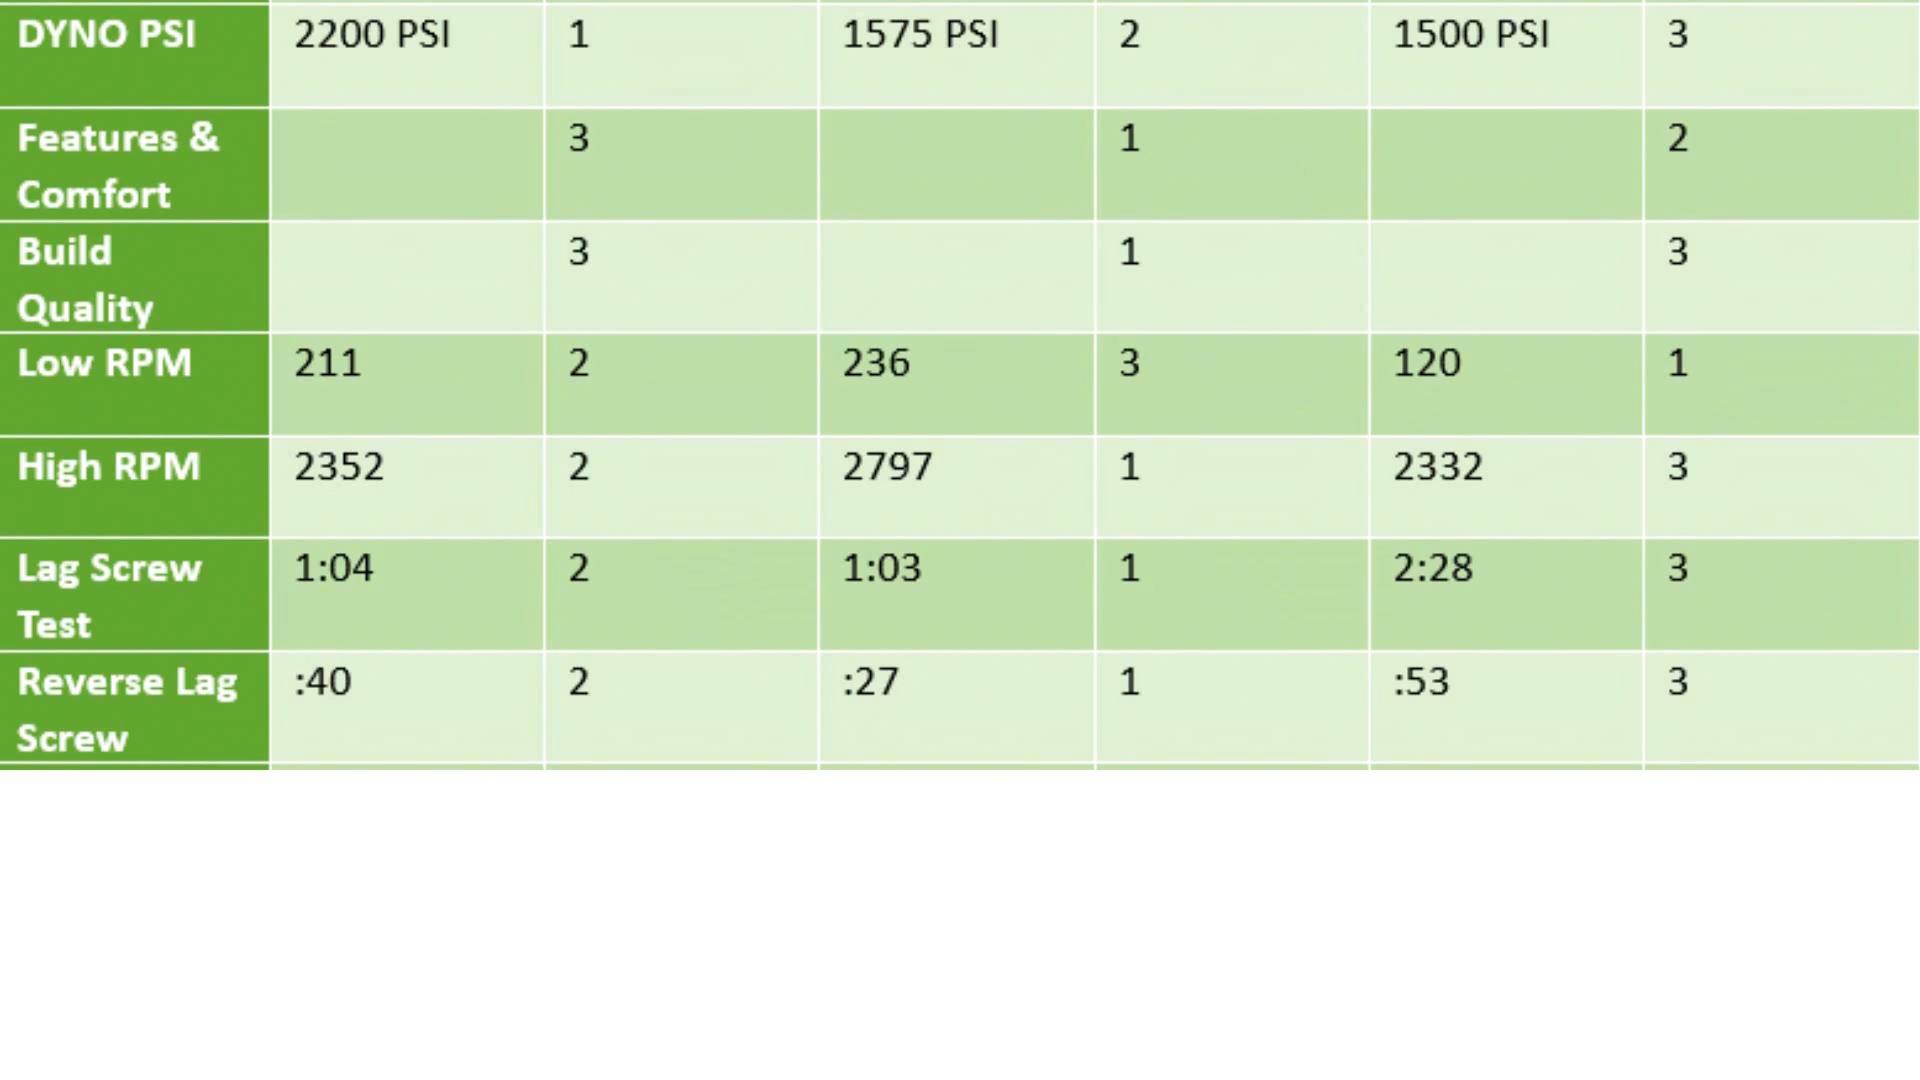 DYNO PSI 2200 PSI 1 1575 PSI 2 1500 PSI 3
Features & 3 1 2
Comfort
Build 3 1 3
Quality
Low RPM 211 2 236 3 120 1
High RPM 2352 2 2797 1 2332 3
Lag Screw 1:04 2 1:03 1 2:28 3
Test
Reverse Lag :40 2 :27 1 :53 3
Screw